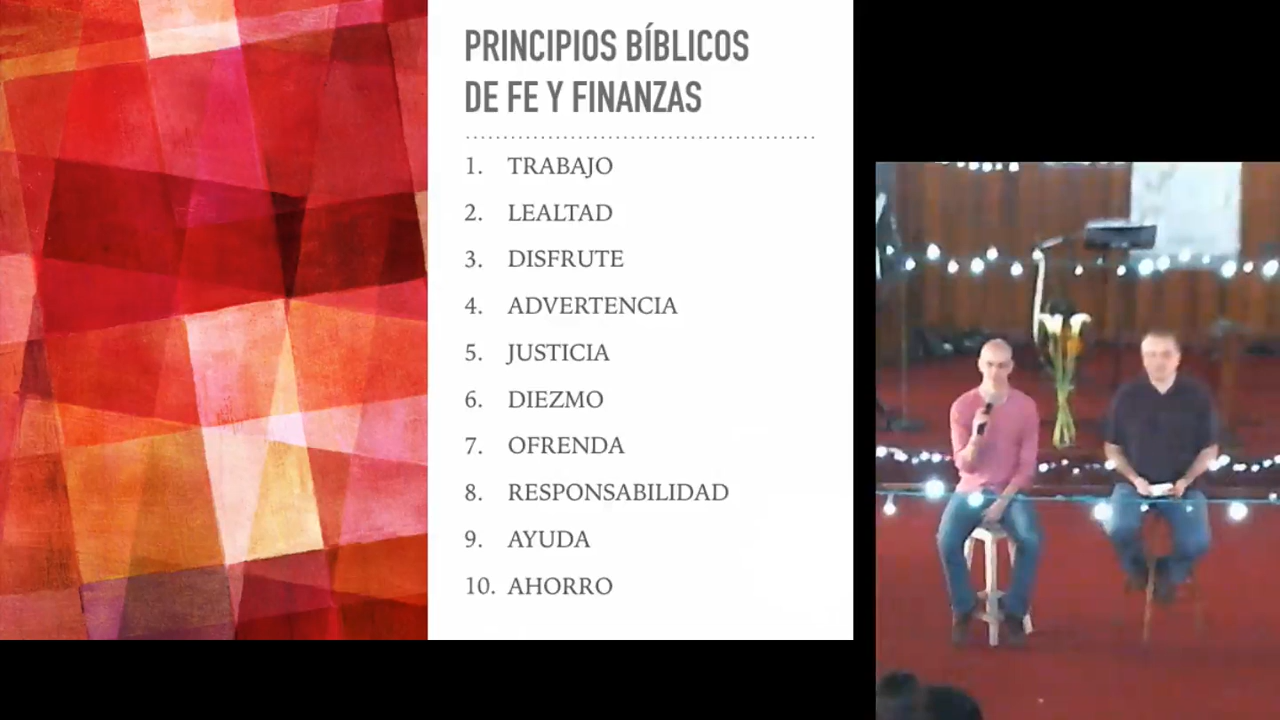 PRINCIPIOS BÍBLICOS
DE FE Y FINANZAS
1. TRABAJO
2. LEALTAD
3. DISFRUTE
4. ADVERTENCIA
5. JUSTICIA
6. DIEZMO
7. OFRENDA
8. RESPONSABILIDAD
9. AYUDA
10. AHORRO